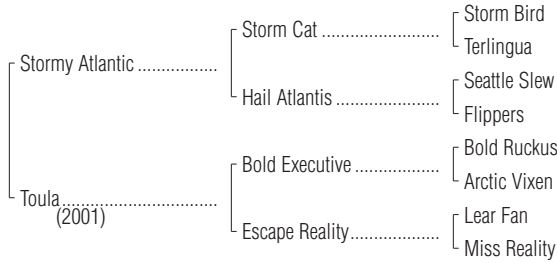 Storm Bird
Storm Cat ........................
Terlingua
Stormy Atlantic ................
Seattle Slew
Hail Atlantis .....................
Flippers
Bold Ruckus
Bold Executive .................
Arctic Vixen
Toula...............................
(2001)
Lear Fan
Escape Reality..................
Miss Reality